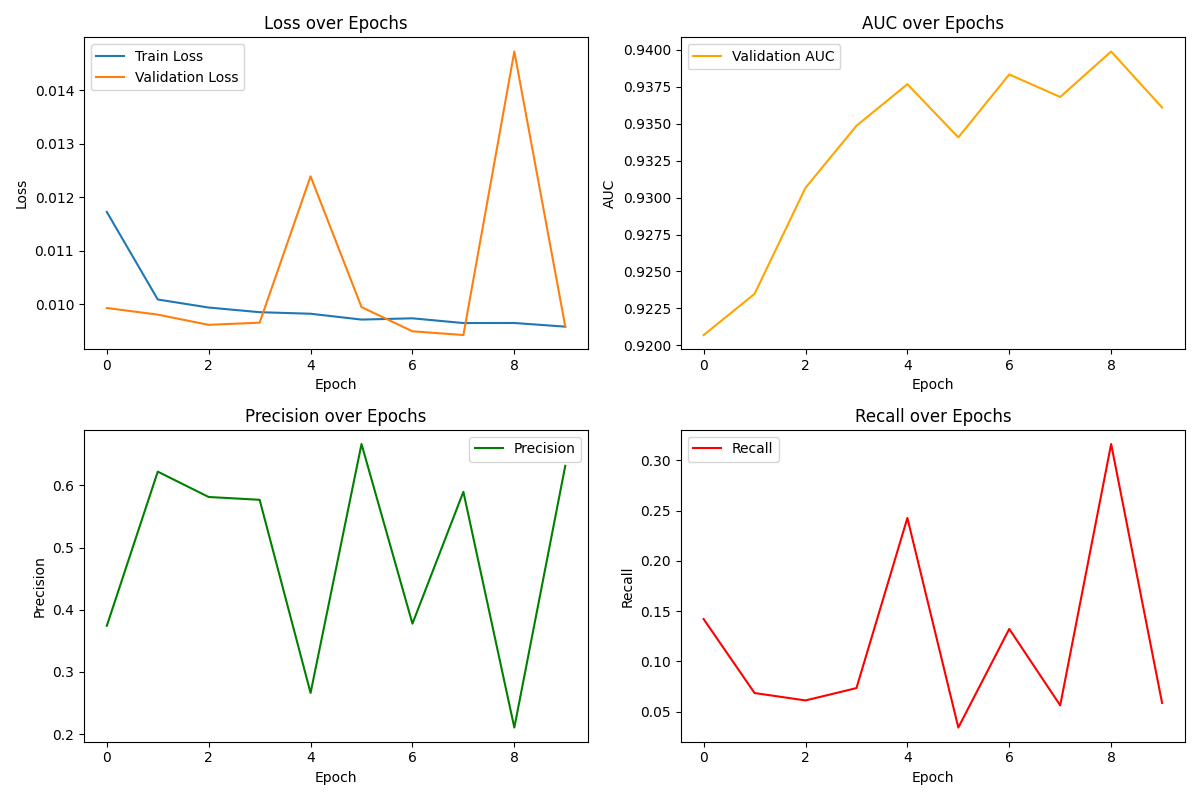 Loss over Epochs
Train Loss
Validation Loss
0.014
0.013
0.012
0.011
0.010
Loss
0 2 4 6 8
Epoch
AUC over Epochs
Validation AUC
0.9400
0.9375
0.9350
0.9325
0.9300
0.9275
0.9250
0.9225
0.9200
AUC
0 2 4 6 8
Epoch
Precision over Epochs
Precision
0.6
0.5
0.4
0.3
0.2
Precision
0 2 4 6 8
Epoch
Recall over Epochs
Recall
0.30
0.25
0.20
0.15
0.10
0.05
Recall
0 2 4 6 8
Epoch